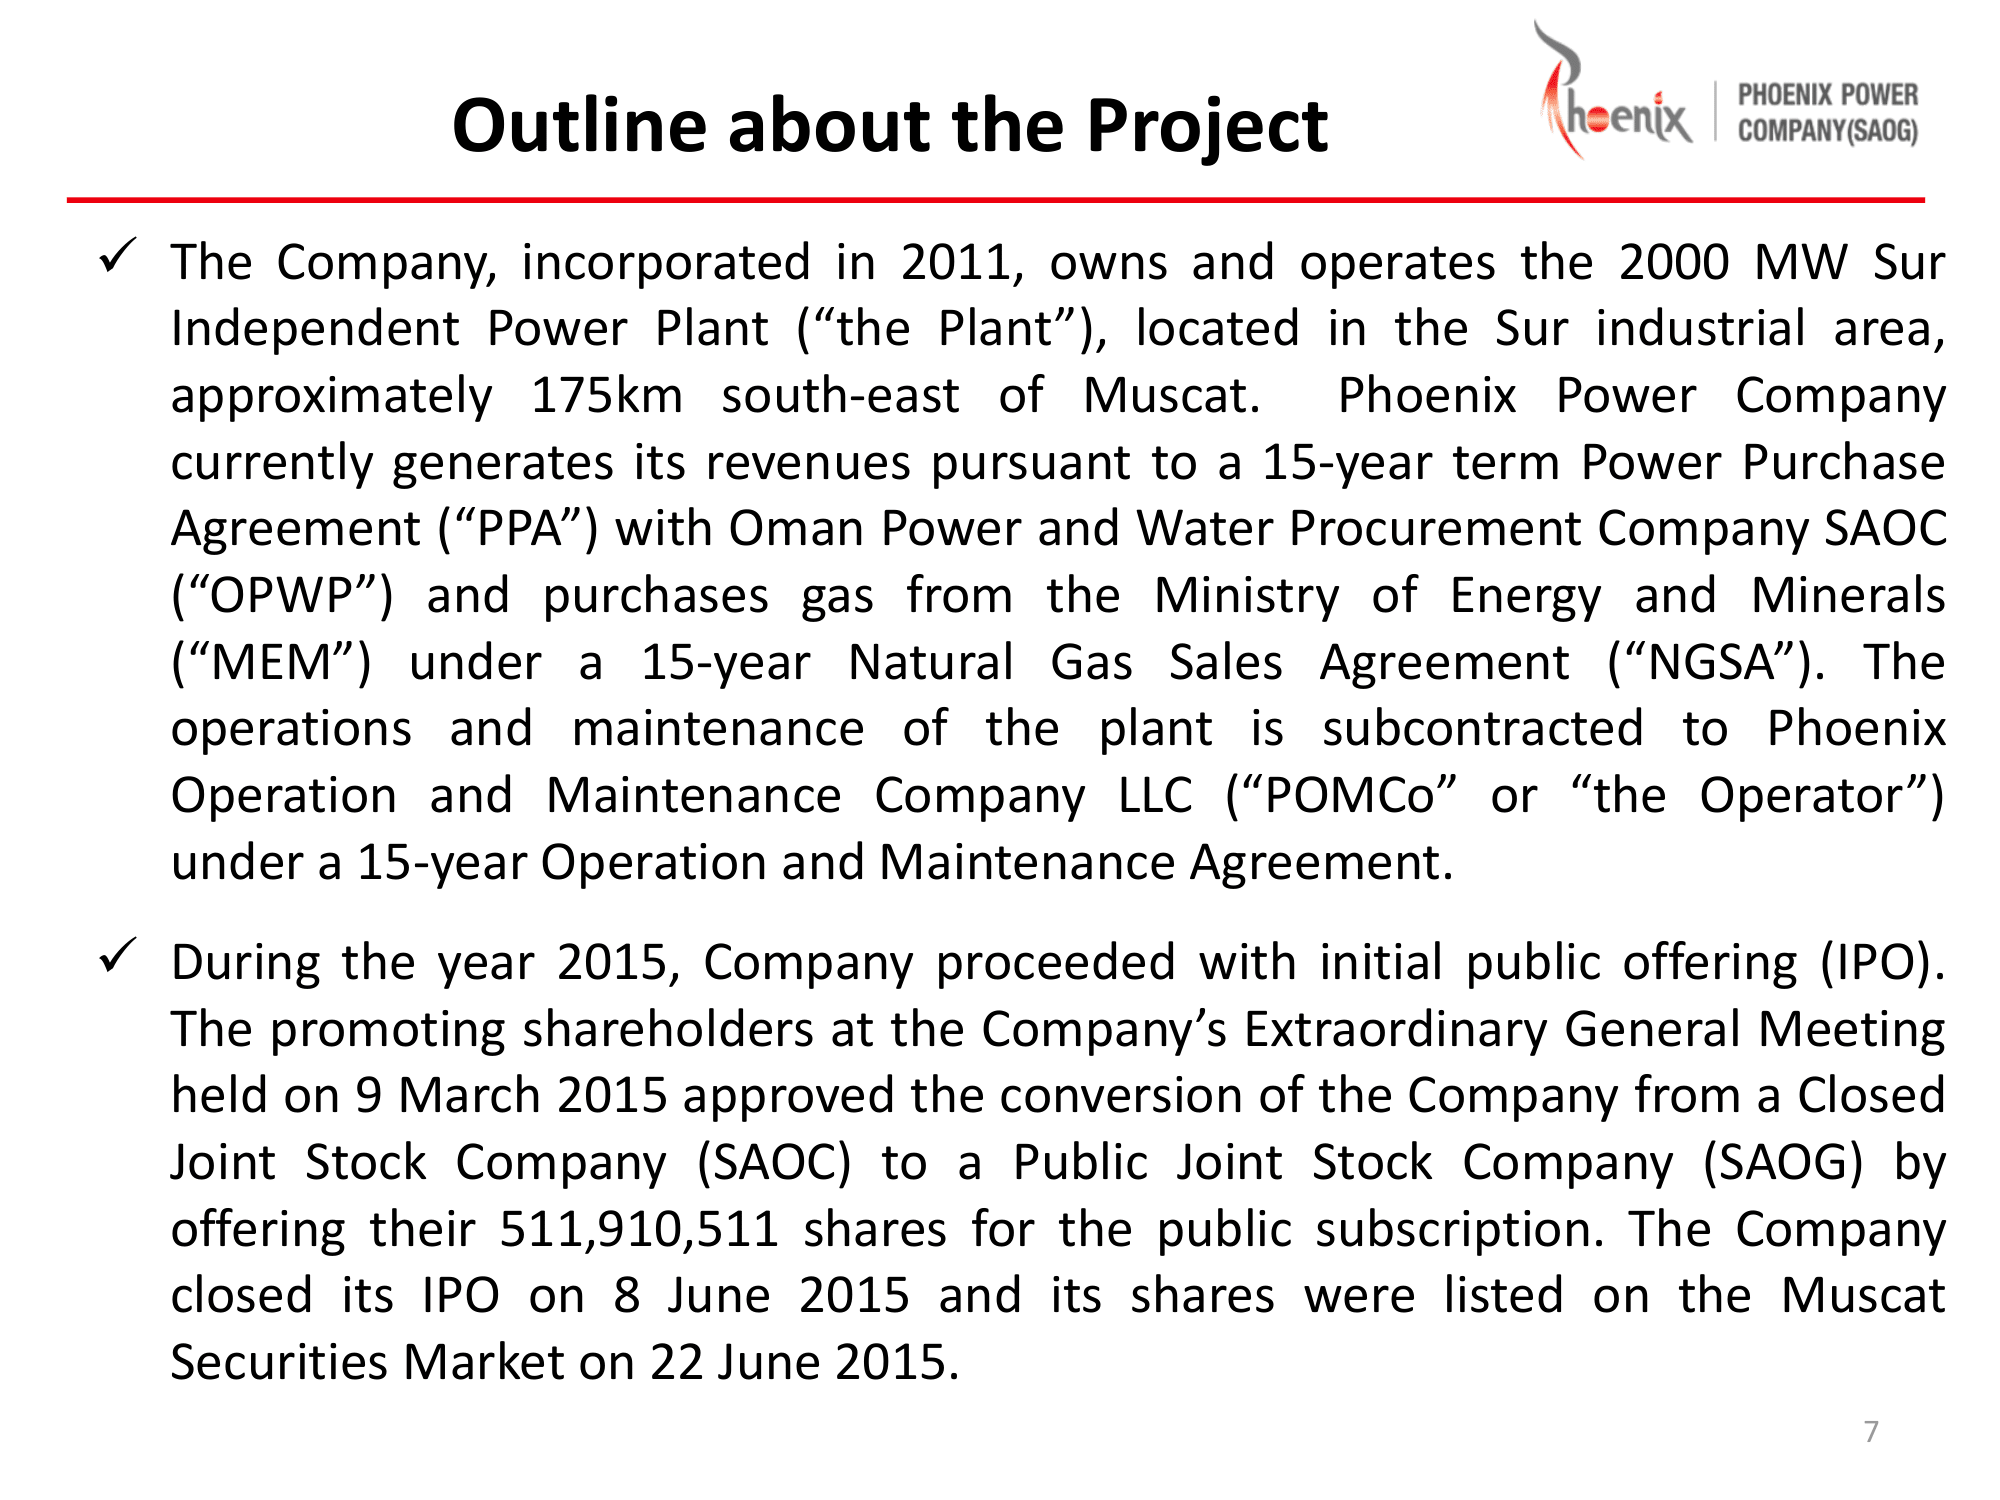 Outline about the Project
Phoenix
PHOENIX POWER
COMPANY(SAOG)
✓ The Company, incorporated in 2011, owns and operates the 2000 MW Sur
Independent Power Plant (“the Plant”), located in the Sur industrial area,
approximately 175km south-east of Muscat. Phoenix Power Company
currently generates its revenues pursuant to a 15-year term Power Purchase
Agreement (“PPA”) with Oman Power and Water Procurement Company SAOC
(“OPWP”) and purchases gas from the Ministry of Energy and Minerals
(“MEM”) under a 15-year Natural Gas Sales Agreement (“NGSA”). The
operations and maintenance of the plant is subcontracted to Phoenix
Operation and Maintenance Company LLC (“POMCo” or “the Operator”)
under a 15-year Operation and Maintenance Agreement.
✓ During the year 2015, Company proceeded with initial public offering (IPO).
The promoting shareholders at the Company’s Extraordinary General Meeting
held on 9 March 2015 approved the conversion of the Company from a Closed
Joint Stock Company (SAOC) to a Public Joint Stock Company (SAOG) by
offering their 511,910,511 shares for the public subscription. The Company
closed its IPO on 8 June 2015 and its shares were listed on the Muscat
Securities Market on 22 June 2015.
7